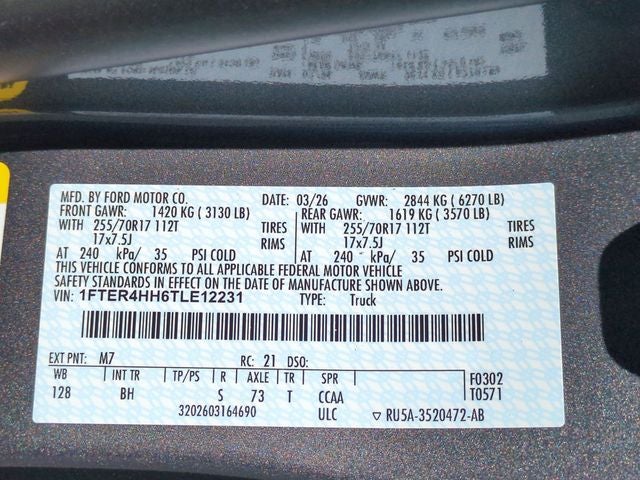 MFD. BY FORD MOTOR CO. DATE: 03/26 GVWR: 2844 KG ( 6270 LB)
FRONT GAWR: 1420 KG ( 3130 LB) REAR GAWR: 1619 KG ( 3570 LB)
WITH 255/70R17 112T TIRES WITH 255/70R17 112T TIRES
17x7.5J RIMS 17x7.5J RIMS
AT 240 kPa/ 35 PSI COLD AT 240 kPa/ 35 PSI COLD
THIS VEHICLE CONFORMS TO ALL APPLICABLE FEDERAL MOTOR VEHICLE
SAFETY STANDARDS IN EFFECT ON THE DATE OF MANUFACTURE SHOWN ABOVE.
VIN: 1FTER4HH6TLE12231 TYPE: Truck
EXT PNT: M7 RC: 21 DSO:
WB INT TR TP/PS R AXLE TR SPR F0302
128 BH S 73 T CCAA T0571
3202603164690 ULC ▽ RU5A-3520472-AB